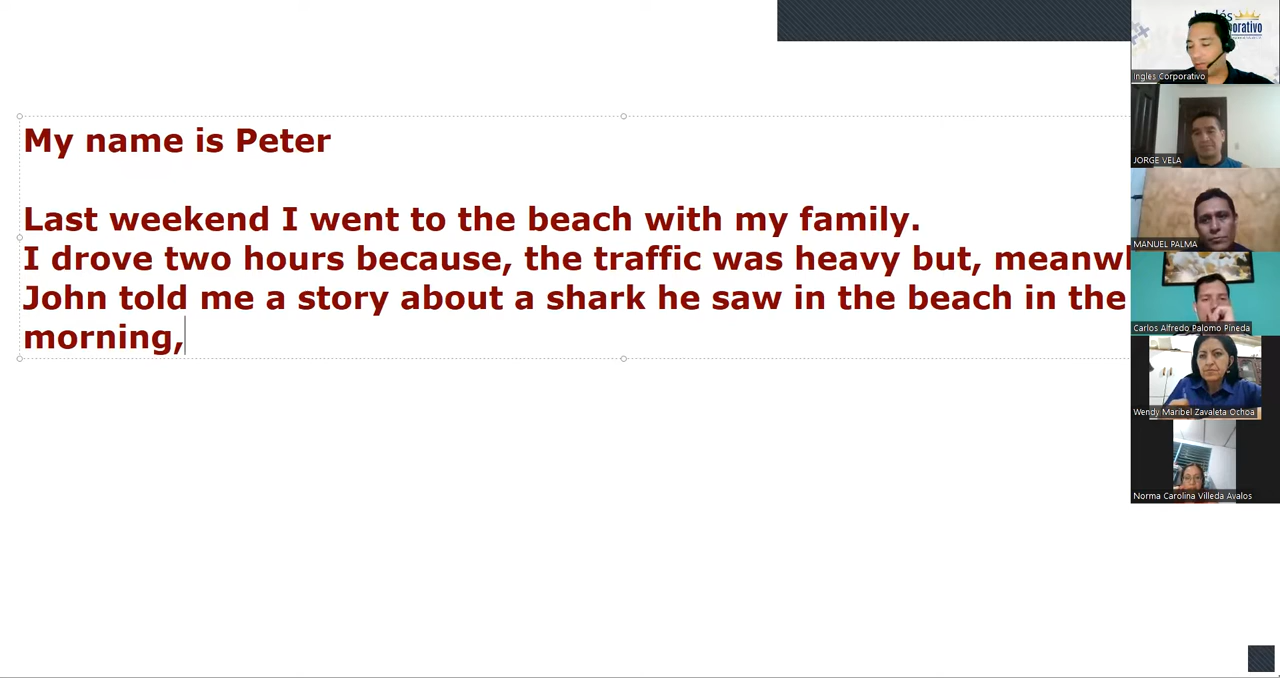 My name is Peter
Last weekend I went to the beach with my family.
I drove two hours because, the traffic was heavy but,
John told me a story about a shark he saw in the beach in the
morning,
Ingles Corporativo
JORGE VELA
MANUEL PALMA
Carlos Alfredo Palomo Pineda
Wendy Maribel Zavaleta Ochoa
Norma Carolina Villeda Avalos